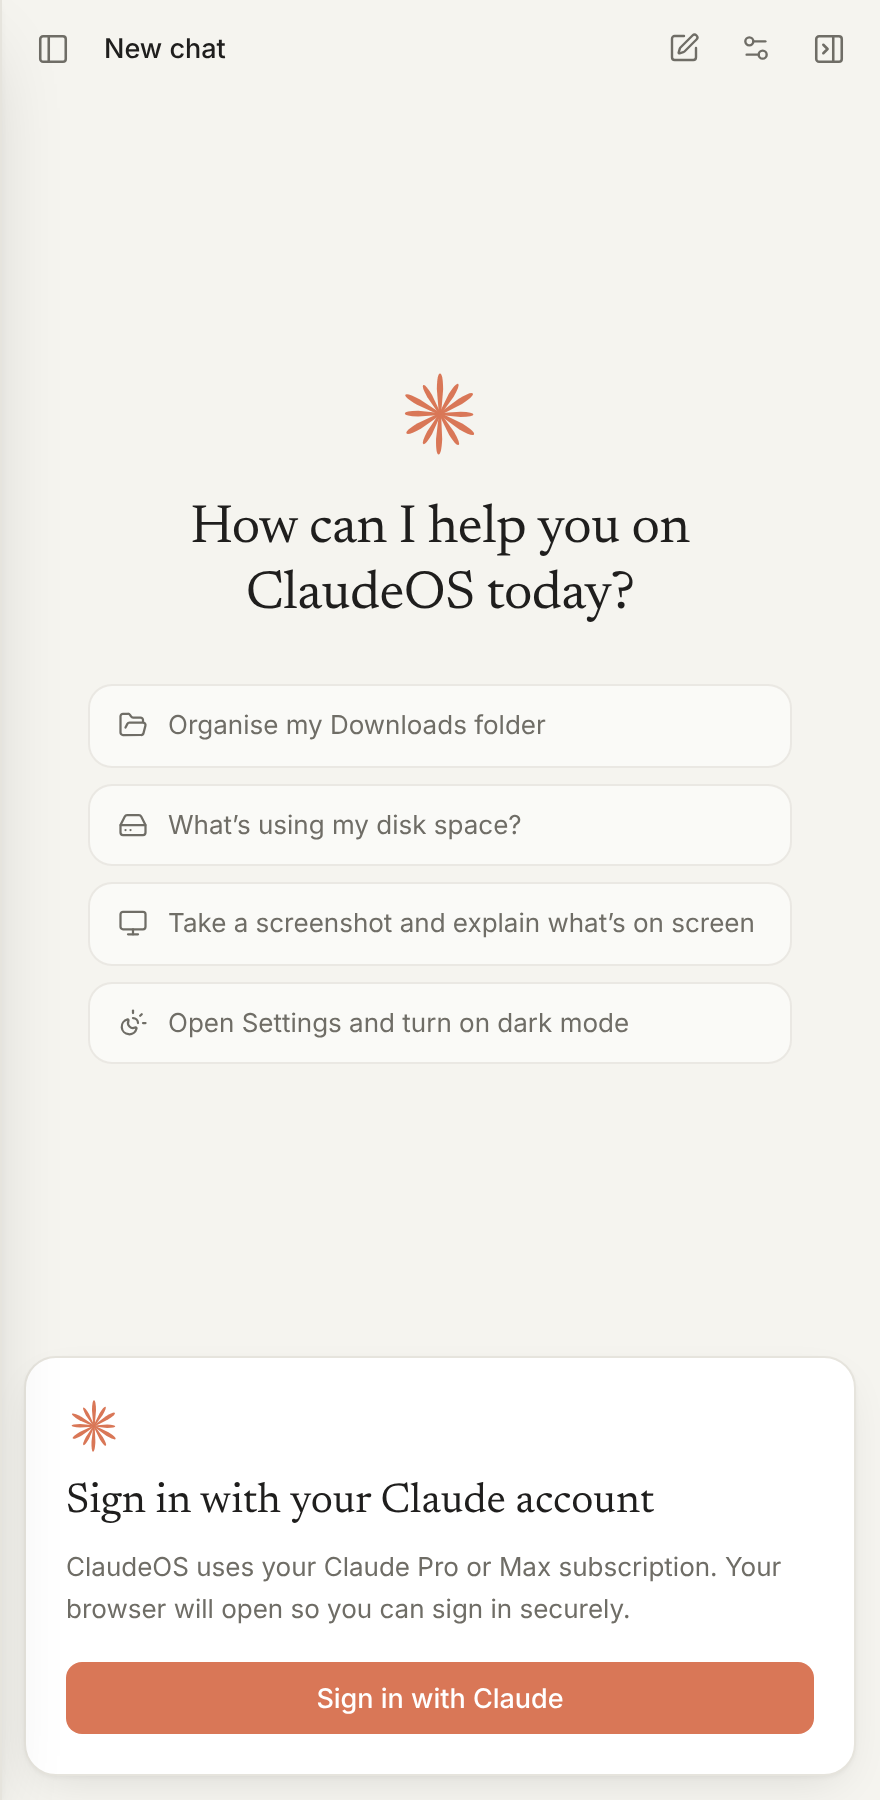 New chat
How can I help you on
ClaudeOS today?
Organise my Downloads folder
What’s using my disk space?
Take a screenshot and explain what’s on screen
Open Settings and turn on dark mode
Sign in with your Claude account
ClaudeOS uses your Claude Pro or Max subscription. Your
browser will open so you can sign in securely.
Sign in with Claude